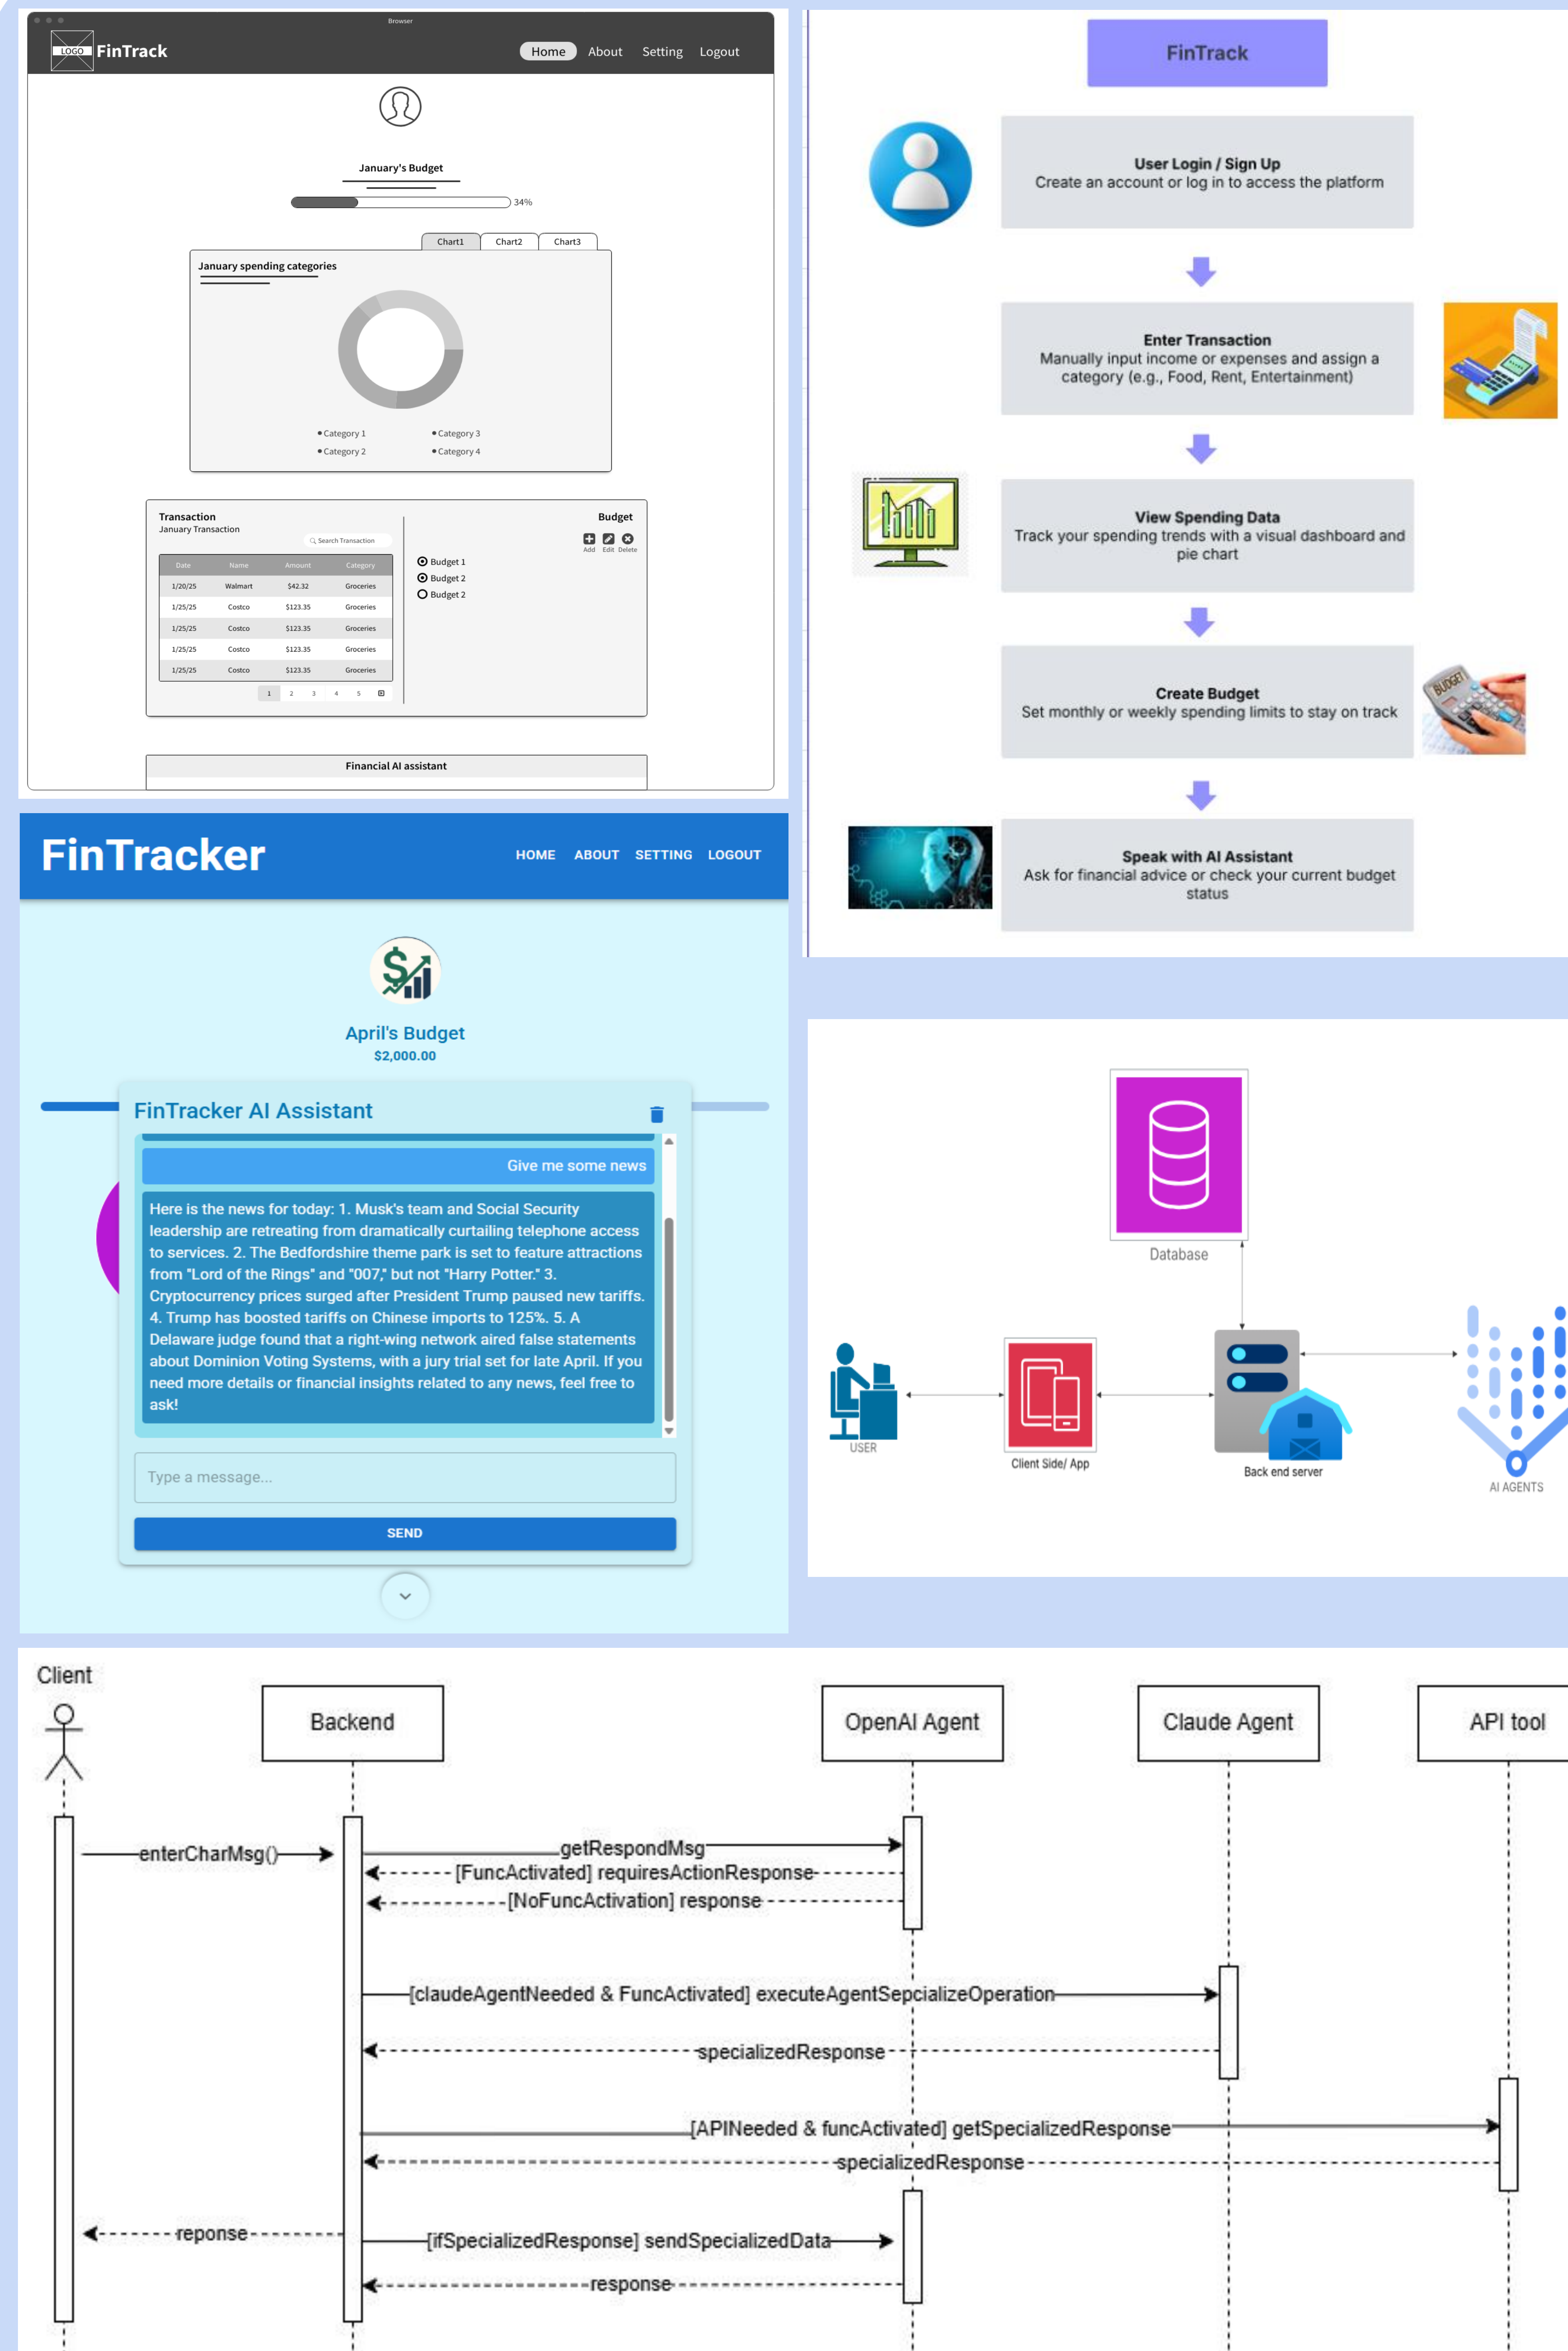 Browser
LOGO FinTrack
Home About Setting Logout
January's Budget
34%
Chart1 Chart2 Chart3
January spending categories
Category 1 Category 3
Category 2 Category 4
Transaction
January Transaction
Search Transaction
Date Name Amount Category
1/20/25 Walmart $42.32 Groceries
1/25/25 Costco $123.35 Groceries
1/25/25 Costco $123.35 Groceries
1/25/25 Costco $123.35 Groceries
1/25/25 Costco $123.35 Groceries
1 2 3 4 5
Budget
Add Edit Delete
Budget 1
Budget 2
Budget 2
Financial AI assistant
FinTrack
User Login / Sign Up
Create an account or log in to access the platform
Enter Transaction
Manually input income or expenses and assign a
category (e.g., Food, Rent, Entertainment)
View Spending Data
Track your spending trends with a visual dashboard and
pie chart
Create Budget
Set monthly or weekly spending limits to stay on track
BUDGET
Speak with AI Assistant
Ask for financial advice or check your current budget
status
FinTracker
HOME ABOUT SETTING LOGOUT
April's Budget
$2,000.00
FinTracker AI Assistant
Give me some news
Here is the news for today: 1. Musk's team and Social Security
leadership are retreating from dramatically curtailing telephone access
to services. 2. The Bedfordshire theme park is set to feature attractions
from "Lord of the Rings" and "007," but not "Harry Potter." 3.
Cryptocurrency prices surged after President Trump paused new tariffs.
4. Trump has boosted tariffs on Chinese imports to 125%. 5. A
Delaware judge found that a right-wing network aired false statements
about Dominion Voting Systems, with a jury trial set for late April. If you
need more details or financial insights related to any news, feel free to
ask!
Type a message...
SEND
Database
USER
Client Side/ App
Back end server
AI AGENTS
Client
Backend
OpenAI Agent
Claude Agent
API tool
enterCharMsg()
getRespondMsg
[FuncActivated] requiresActionResponse
[NoFuncActivation] response
[claudeAgentNeeded & FuncActivated] executeAgentSepcializeOperation
specializedResponse
[APINeeded & funcActivated] getSpecializedResponse
specializedResponse
reponse
[ifSpecializedResponse] sendSpecializedData
response